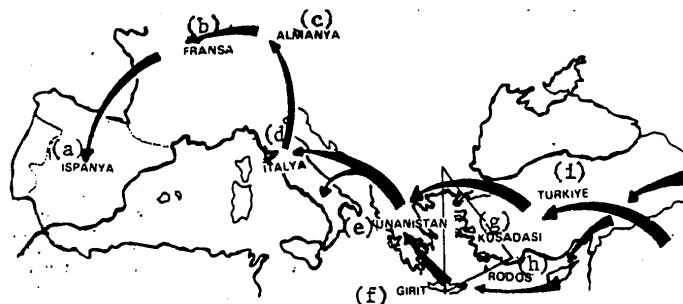 (b)
FRANSA
(c)
ALMANYA
(a)
ISPANYA
(d)
ITALYA
(e)
YUNANISTAN
(i)
TURKIYE
(g)
KUSADASI
(h)
RODOS
(f)
GIRIT